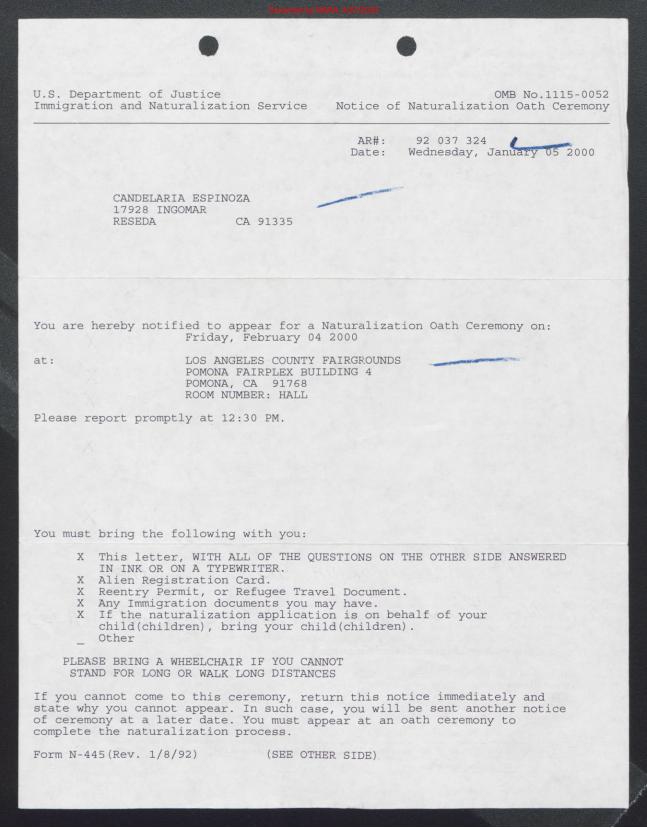 U.S. Department of Justice OMB No.1115-0052
Immigration and Naturalization Service Notice of Naturalization Oath Ceremony
AR#: 92 037 324
Date: Wednesday, January 05 2000
CANDELARIA ESPINOZA
17928 INGOMAR
RESEDA CA 91335
You are hereby notified to appear for a Naturalization Oath Ceremony on:
Friday, February 04 2000
at: LOS ANGELES COUNTY FAIRGROUNDS
POMONA FAIRPLEX BUILDING 4
POMONA, CA 91768
ROOM NUMBER: HALL
Please report promptly at 12:30 PM.
You must bring the following with you:
X This letter, WITH ALL OF THE QUESTIONS ON THE OTHER SIDE ANSWERED
IN INK OR ON A TYPEWRITER.
X Alien Registration Card.
X Reentry Permit, or Refugee Travel Document.
X Any Immigration documents you may have.
X If the naturalization application is on behalf of your
child(children), bring your child(children).
_ Other
PLEASE BRING A WHEELCHAIR IF YOU CANNOT
STAND FOR LONG OR WALK LONG DISTANCES
If you cannot come to this ceremony, return this notice immediately and
state why you cannot appear. In such case, you will be sent another notice
of ceremony at a later date. You must appear at an oath ceremony to
complete the naturalization process.
Form N-445(Rev. 1/8/92) (SEE OTHER SIDE)